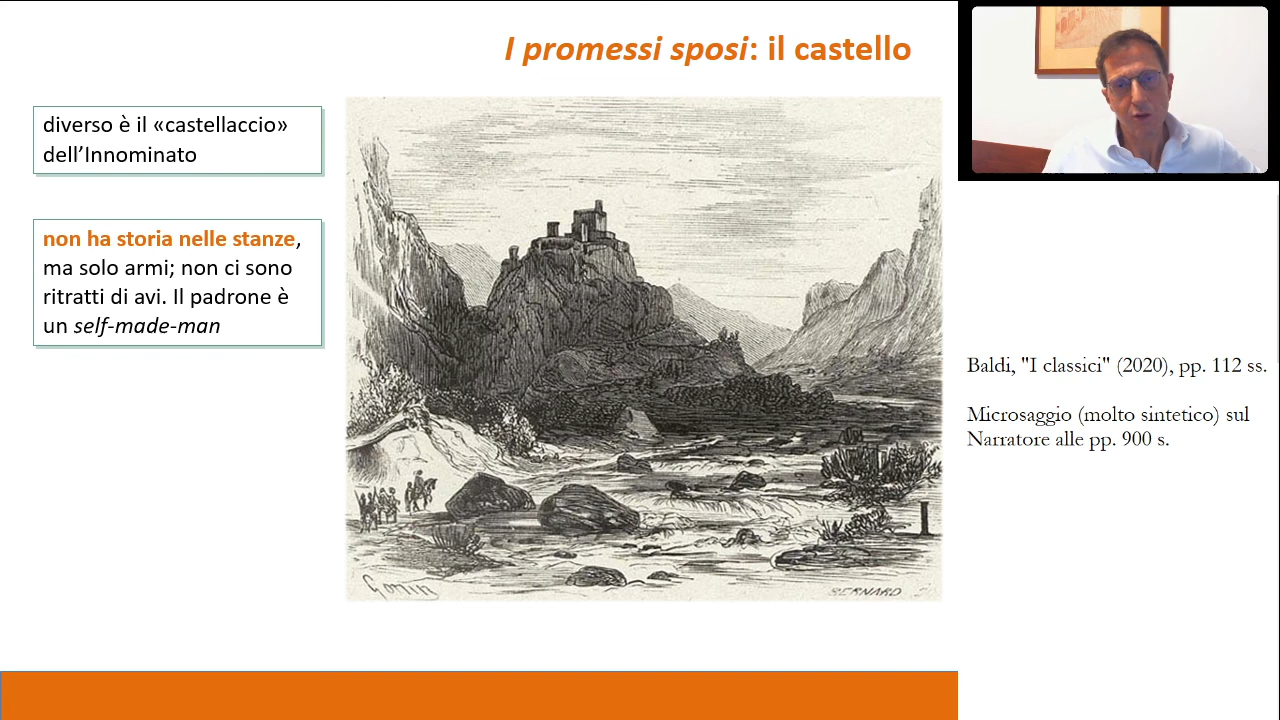 I promessi sposi: il castello
diverso è il «castellaccio»
dell’Innominato
non ha storia nelle stanze,
ma solo armi; non ci sono
ritratti di avi. Il padrone è
un self-made-man
Baldi, "I classici" (2020), pp. 112 ss.
Microsaggio (molto sintetico) sul
Narratore alle pp. 900 s.
Gonin
BERNARD